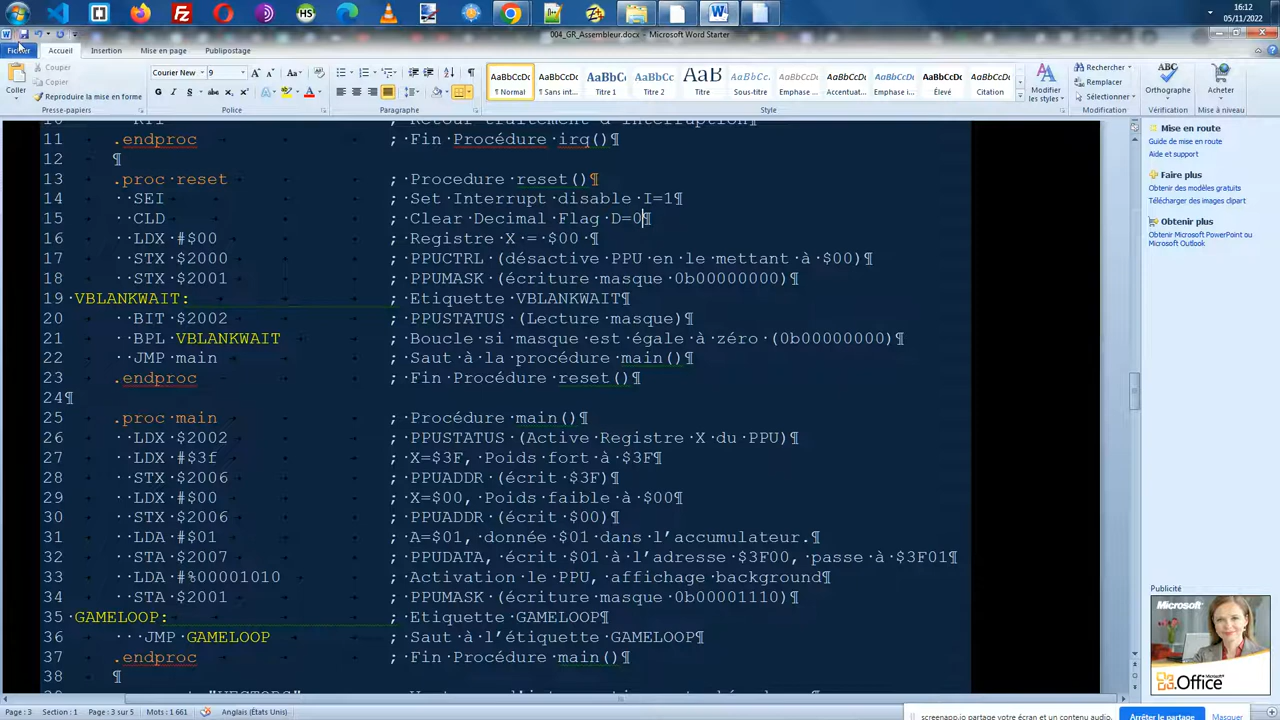 16:12
05/11/2022
004_GR_Assembleur.docx - Microsoft Word Starter
Fichier Accueil Insertion Mise en page Publipostage
Coller
Couper
Copier
Reproduire la mise en forme
Presse-papiers
Courier New 9
Police
Paragraphe
AaBbCcDc ¶ Normal
AaBbCcDc ¶ Sans int...
AaBbC ¶ Titre 1
AaBbCc ¶ Titre 2
AaB Titre
AaBbCc. Sous-titre
AaBbCcDc Emphase ...
AaBbCcDc Accentuat...
AaBbCcDc Emphase i...
AaBbCcDc Élevé
AaBbCcDc Citation
Style
Modifier les styles
Rechercher
Remplacer
Sélectionner
Modification
Orthographe
Vérification
Acheter
Mise à niveau
11 .endproc ; Fin Procédure irq()¶
12 ¶
13 .proc reset ; Procedure reset()¶
14 SEI ; Set Interrupt disable I=1¶
15 CLD ; Clear Decimal Flag D=0¶
16 LDX #$00 ; Registre X = $00 ¶
17 STX $2000 ; PPUCTRL (désactive PPU en le mettant à $00)¶
18 STX $2001 ; PPUMASK (écriture masque 0b00000000)¶
19 VBLANKWAIT: ; Etiquette VBLANKWAIT¶
20 BIT $2002 ; PPUSTATUS (Lecture masque)¶
21 BPL VBLANKWAIT ; Boucle si masque est égale à zéro (0b00000000)¶
22 JMP main ; Saut à la procédure main()¶
23 .endproc ; Fin Procédure reset()¶
24¶
25 .proc main ; Procédure main()¶
26 LDX $2002 ; PPUSTATUS (Active Registre X du PPU)¶
27 LDX #$3f ; X=$3F, Poids fort à $3F¶
28 STX $2006 ; PPUADDR (écrit $3F)¶
29 LDX #$00 ; X=$00, Poids faible à $00¶
30 STX $2006 ; PPUADDR (écrit $00)¶
31 LDA #$01 ; A=$01, donnée $01 dans l’accumulateur.¶
32 STA $2007 ; PPUDATA, écrit $01 à l’adresse $3F00, passe à $3F01¶
33 LDA #%00001010 ; Activation le PPU, affichage background¶
34 STA $2001 ; PPUMASK (écriture masque 0b00001110)¶
35 GAMELOOP: ; Etiquette GAMELOOP¶
36 JMP GAMELOOP ; Saut à l’étiquette GAMELOOP¶
37 .endproc ; Fin Procédure main()¶
38 ¶
Mise en route
Guide de mise en route
Aide et support
Faire plus
Obtenir des modèles gratuits
Télécharger des images clipart
Obtenir plus
Obtenir Microsoft PowerPoint ou
Microsoft Outlook
Publicité
Microsoft
Office
Page : 3 Section : 1 Page : 3 sur 5 Mots : 1 661 Anglais (États Unis)
screenapp.io partage votre écran et un contenu audio.
Arrêter le partage
Masquer